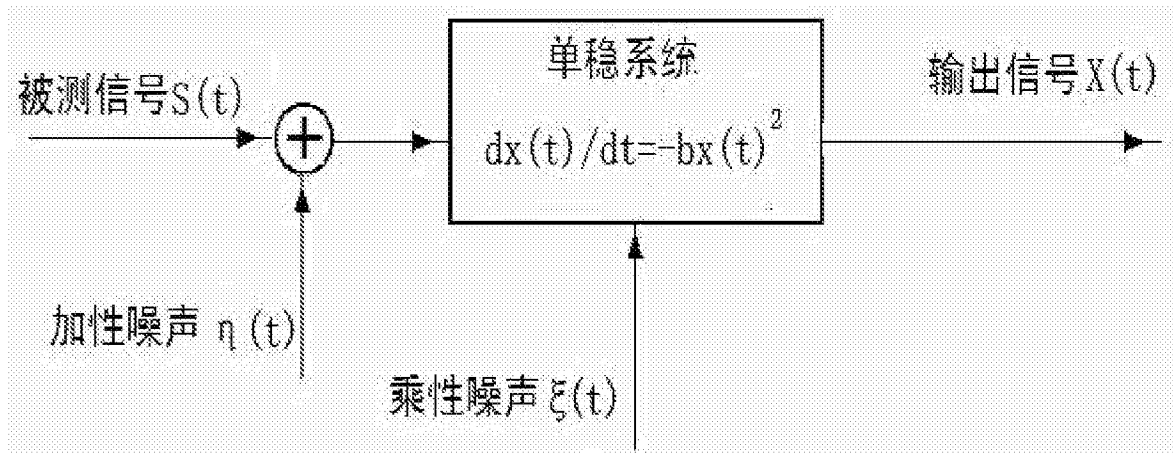 单稳系统
被测信号S(t)
输出信号X(t)
dx(t)/dt=-bx(t)²
加性噪声 η(t)
乘性噪声 ξ(t)